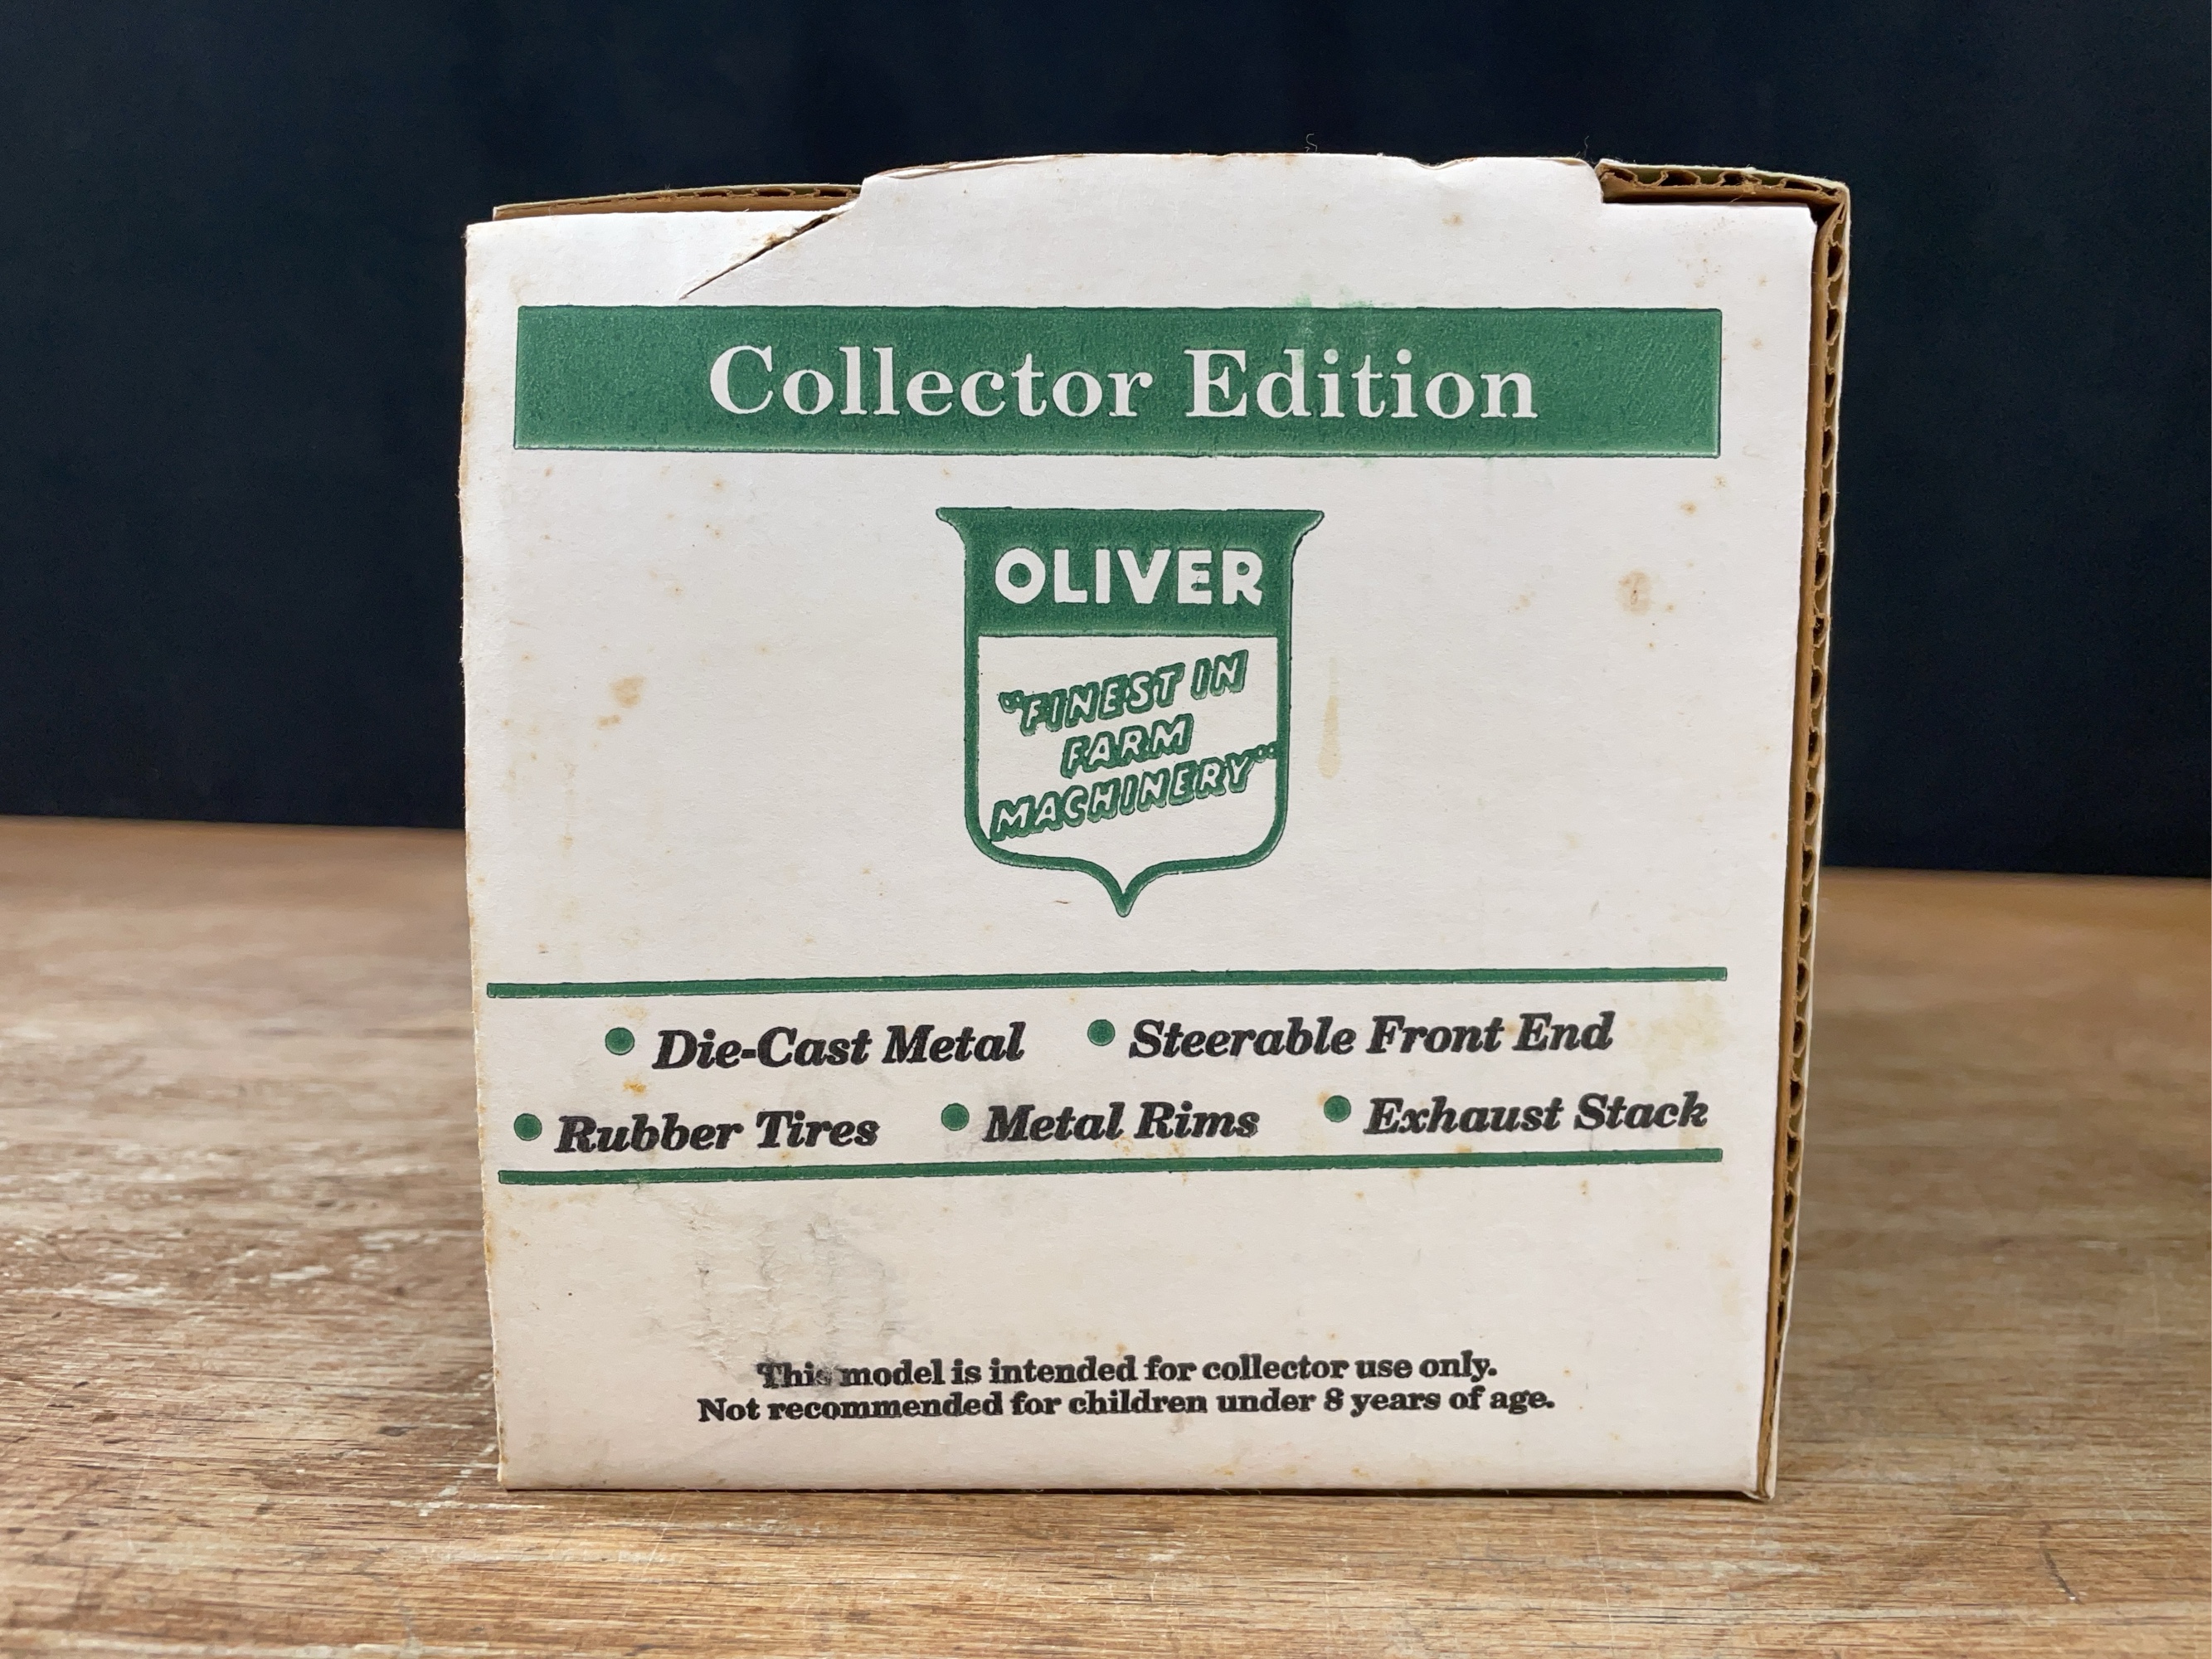 Collector Edition
OLIVER
"FINEST IN
FARM
MACHINERY"
• Die-Cast Metal • Steerable Front End
• Rubber Tires • Metal Rims • Exhaust Stack
This model is intended for collector use only.
Not recommended for children under 8 years of age.